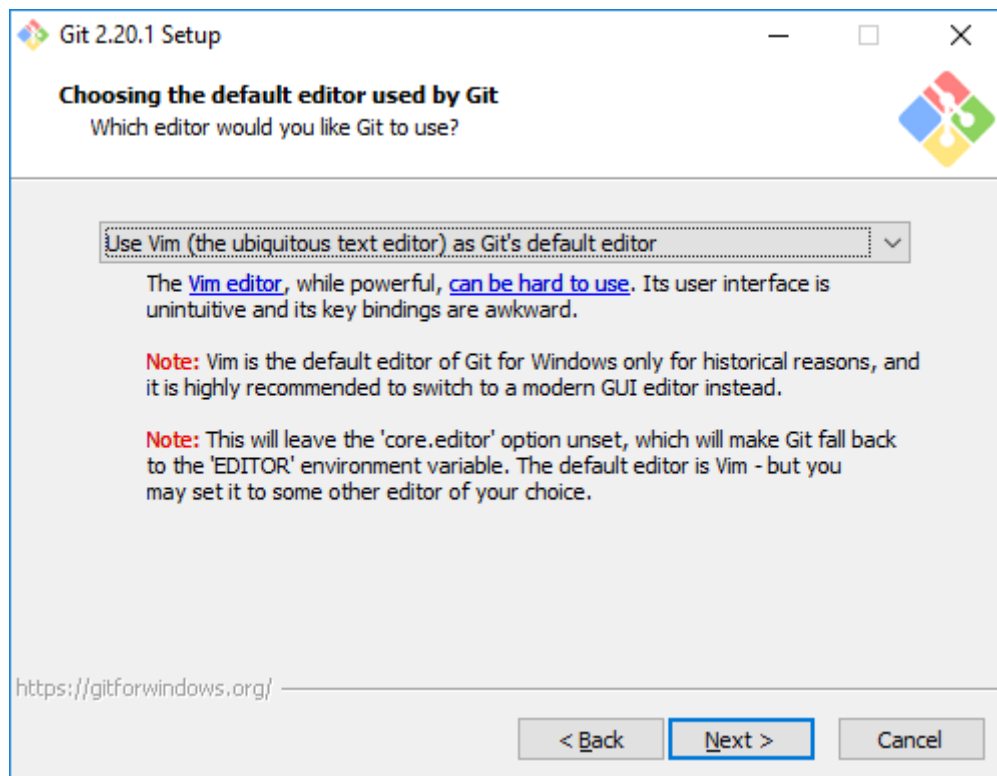 Git 2.20.1 Setup
Choosing the default editor used by Git
Which editor would you like Git to use?
Use Vim (the ubiquitous text editor) as Git's default editor
The Vim editor, while powerful, can be hard to use. Its user interface is
unintuitive and its key bindings are awkward.
Note: Vim is the default editor of Git for Windows only for historical reasons, and
it is highly recommended to switch to a modern GUI editor instead.
Note: This will leave the 'core.editor' option unset, which will make Git fall back
to the 'EDITOR' environment variable. The default editor is Vim - but you
may set it to some other editor of your choice.
https://gitforwindows.org/
< Back
Next >
Cancel